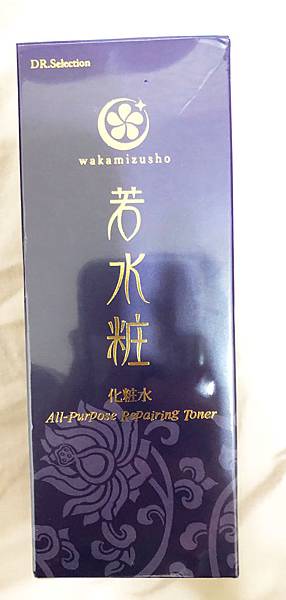 DR.Selection
wakamizusho
若水粧
化粧水
All-Purpose Repairing Toner